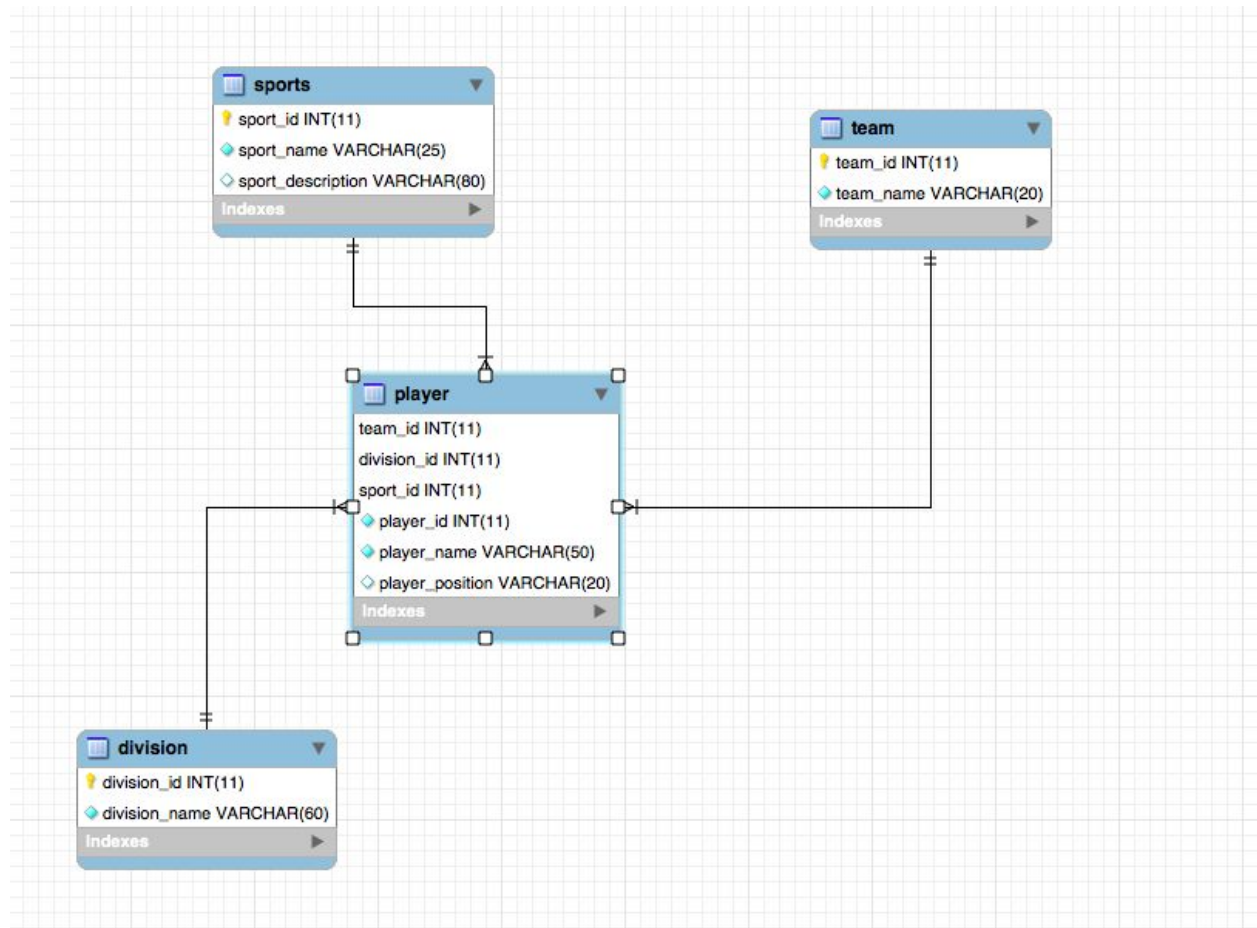 sports
sport_id INT(11)
sport_name VARCHAR(25)
sport_description VARCHAR(80)
Indexes
team
team_id INT(11)
team_name VARCHAR(20)
Indexes
player
team_id INT(11)
division_id INT(11)
sport_id INT(11)
player_id INT(11)
player_name VARCHAR(50)
player_position VARCHAR(20)
Indexes
division
division_id INT(11)
division_name VARCHAR(60)
Indexes